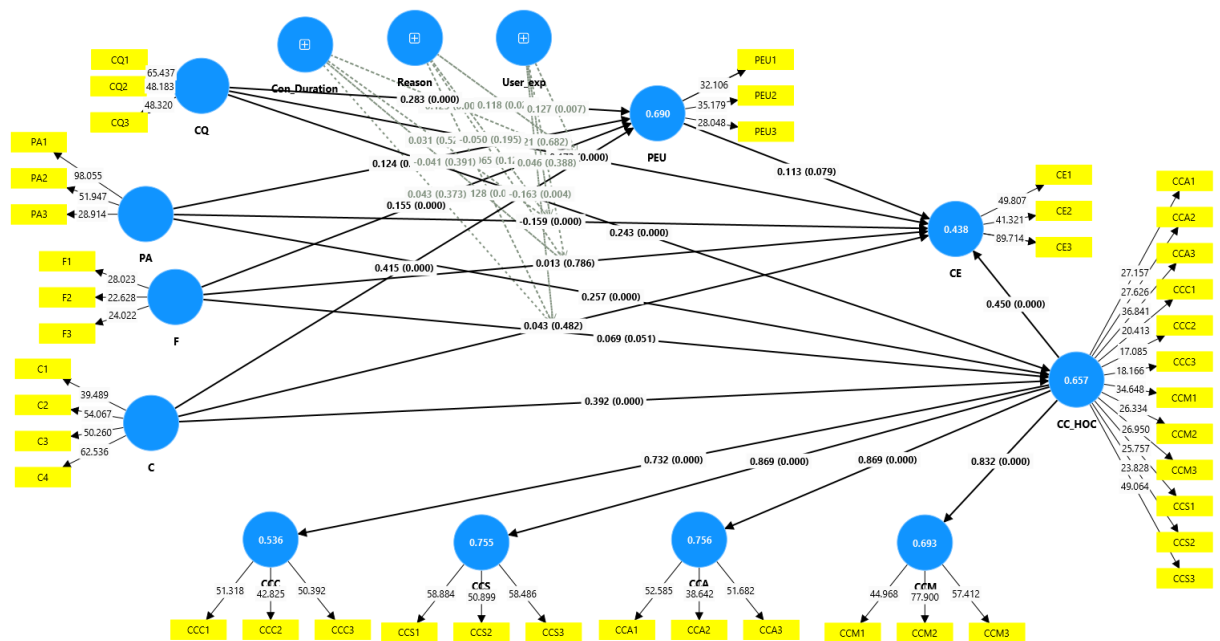 CQ1
CQ2
CQ3
65.437
48.183
48.320
CQ
Con_Duration
Reason
User_exp
PEU1
PEU2
PEU3
32.106
35.179
28.048
0.690
PEU
0.283 (0.000)
0.118 (0.0
0.127 (0.007)
0.031 (0.5
-0.050 (0.195)
21 (0.682)
-0.041 (0.391)
0.046 (0.388)
(0.000)
0.124 (0.
0.043 (0.373)
128 (0.0
-0.163 (0.004)
0.113 (0.079)
PA1
PA2
PA3
98.055
51.947
28.914
PA
0.155 (0.000)
-0.159 (0.000)
0.243 (0.000)
CE1
CE2
CE3
49.807
41.321
89.714
0.438
CE
F1
F2
F3
28.023
22.628
24.022
F
0.415 (0.000)
0.013 (0.786)
0.257 (0.000)
0.043 (0.482)
0.069 (0.051)
0.450 (0.000)
C1
C2
C3
C4
39.489
54.067
50.260
62.536
C
0.392 (0.000)
0.657
CC_HOC
CCA1
CCA2
CCA3
CCC1
CCC2
CCC3
CCM1
CCM2
CCM3
CCS1
CCS2
CCS3
27.157
27.626
36.841
20.413
17.085
18.166
34.648
26.334
26.950
25.757
23.828
49.064
0.732 (0.000)
0.869 (0.000)
0.869 (0.000)
0.832 (0.000)
0.536
CCC
51.318
42.825
50.392
CCC1
CCC2
CCC3
0.755
CCS
58.884
50.899
58.486
CCS1
CCS2
CCS3
0.756
CCA
52.585
38.642
51.682
CCA1
CCA2
CCA3
0.693
CCM
44.968
77.900
57.412
CCM1
CCM2
CCM3